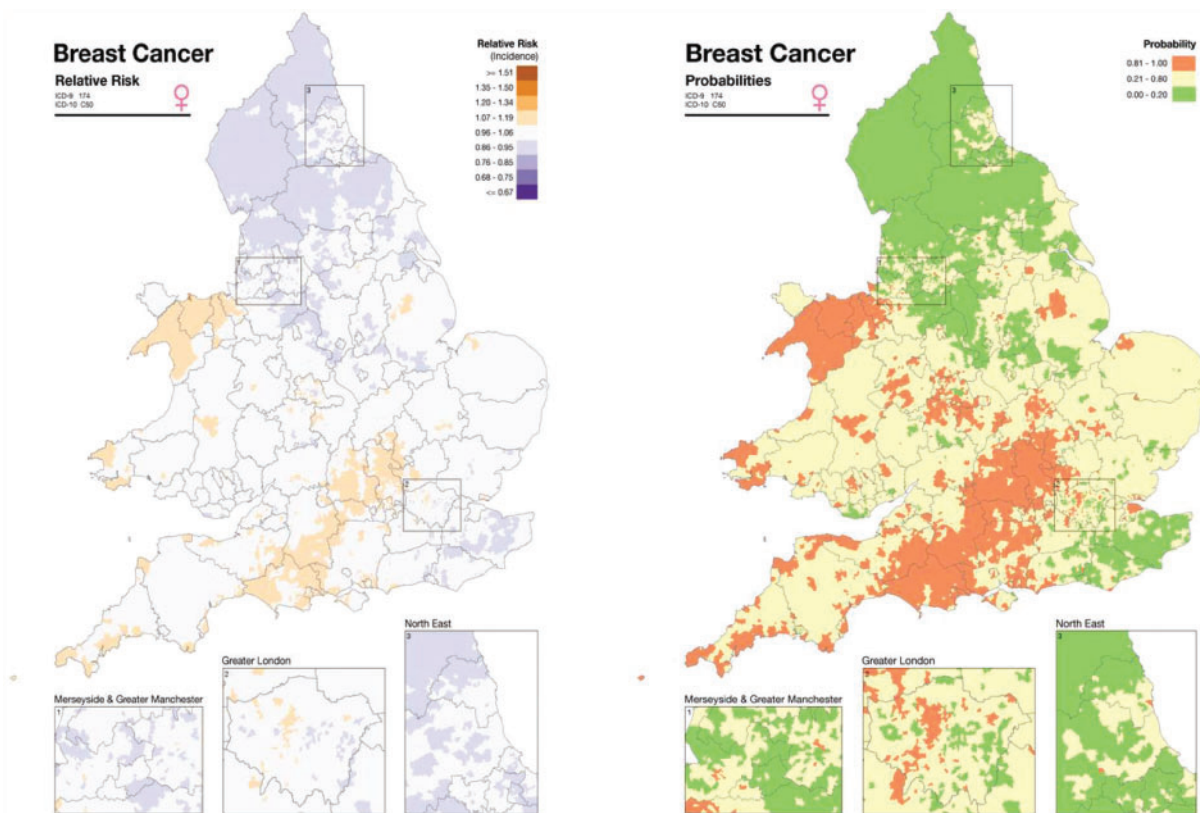 Breast Cancer
Relative Risk
ICD-9 174
ICD-10 C50
Relative Risk
(incidence)
>= 1.51
1.35 - 1.50
1.20 - 1.34
1.07 - 1.19
0.96 - 1.06
0.86 - 0.95
0.76 - 0.85
0.68 - 0.75
<= 0.67
3
1
2
Merseyside & Greater Manchester
1
Greater London
2
North East
3
Breast Cancer
Probabilities
ICD-9 174
ICD-10 C50
Probability
0.81 - 1.00
0.21 - 0.80
0.00 - 0.20
3
1
2
Merseyside & Greater Manchester
1
Greater London
2
North East
3